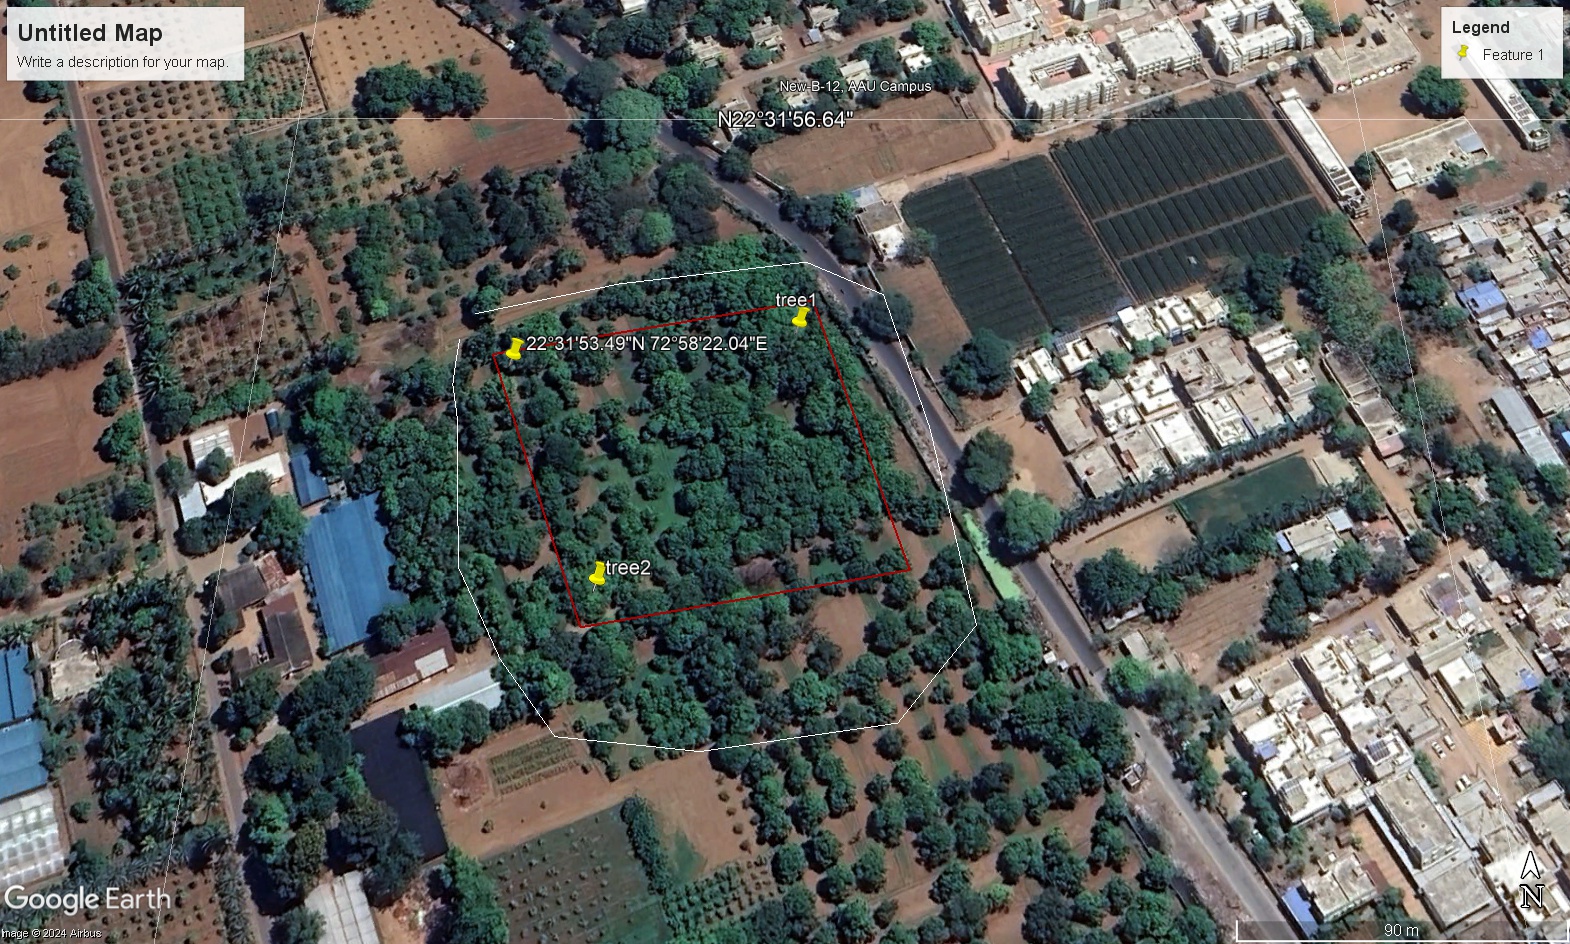 Untitled Map
Write a description for your map.
Legend
Feature 1
New-B-12, AAU Campus
N22°31'56.64"
tree1
22°31'53.49"N 72°58'22.04"E
tree2
Google Earth
Image © 2024 Airbus
N
90 m